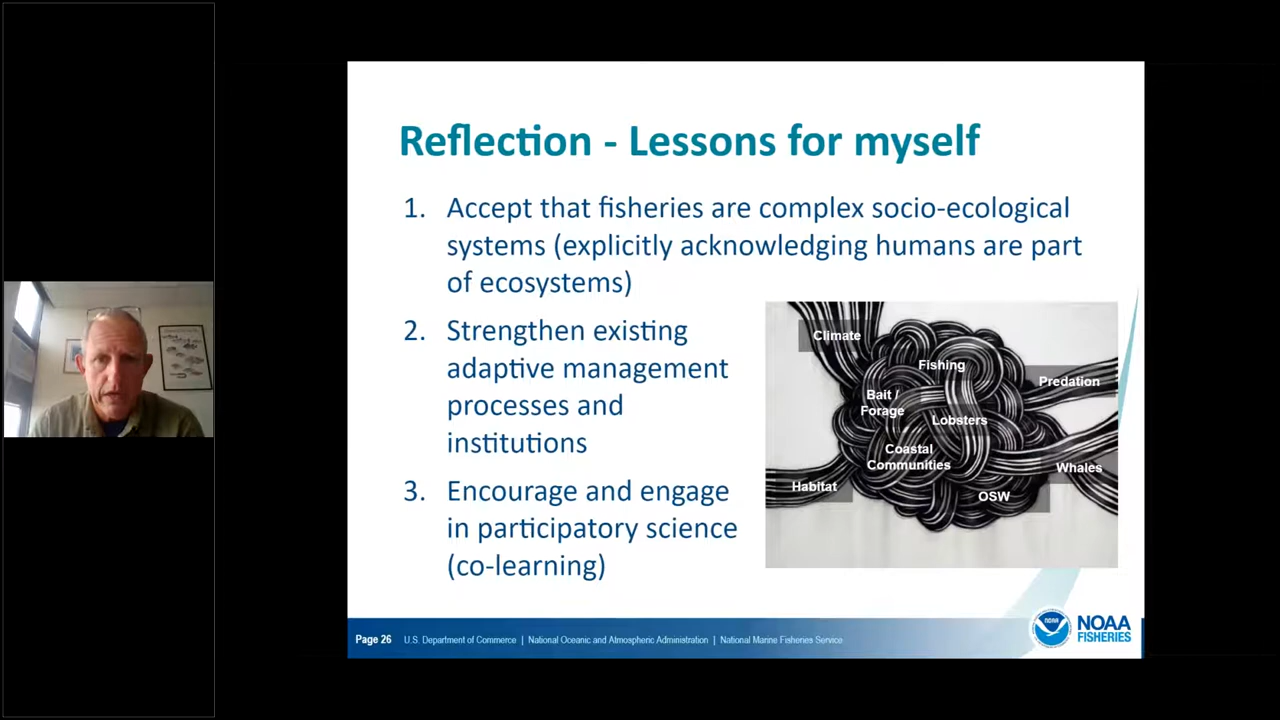 Reflection - Lessons for myself
1. Accept that fisheries are complex socio-ecological
systems (explicitly acknowledging humans are part
of ecosystems)
2. Strengthen existing
adaptive management
processes and
institutions
3. Encourage and engage
in participatory science
(co-learning)
Climate
Fishing
Predation
Bait /
Forage
Lobsters
Coastal
Communities
Whales
Habitat
OSW
Page 26 U.S. Department of Commerce | National Oceanic and Atmospheric Administration | National Marine Fisheries Service
NOAA
NOAA
FISHERIES